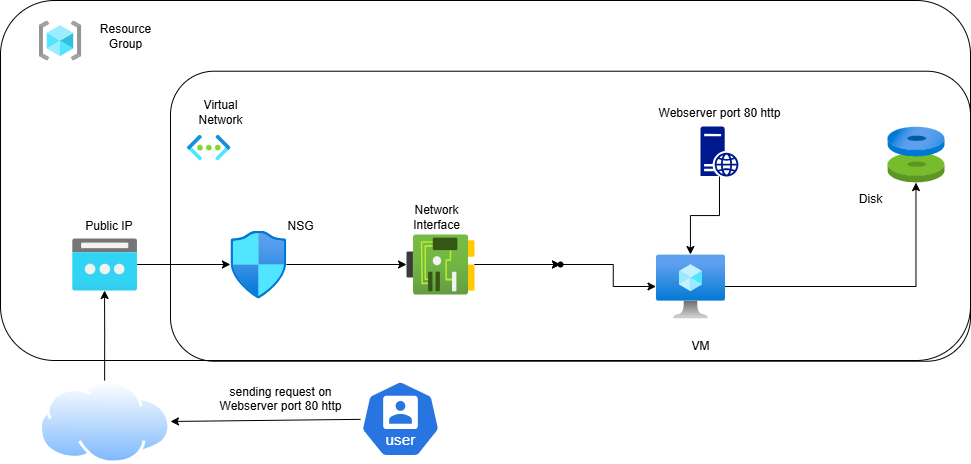 Resource
Group
Virtual
Network
Webserver port 80 http
Disk
Public IP
NSG
Network
Interface
VM
sending request on
Webserver port 80 http
user